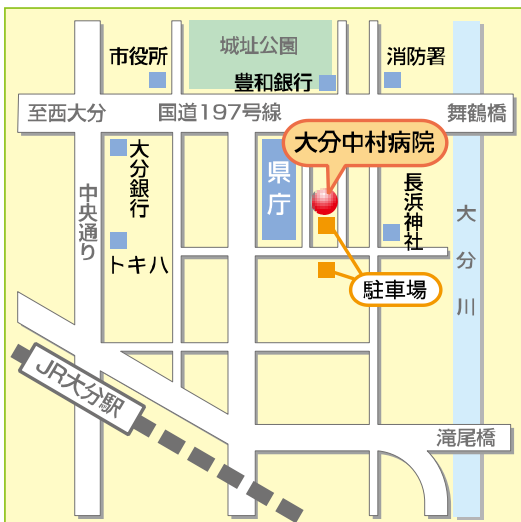 城址公園
市役所
消防署
豊和銀行
至西大分
国道197号線
舞鶴橋
大分中村病院
大分銀行
県庁
長浜神社
中央通り
大分川
トキハ
駐車場
JR大分駅
滝尾橋